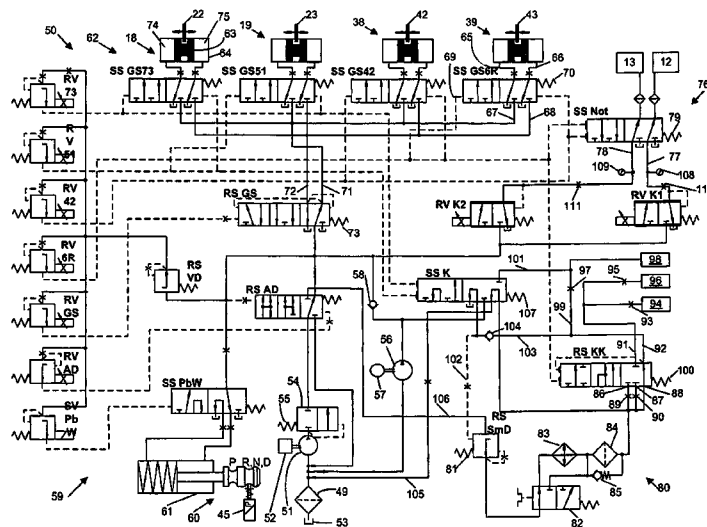 22 23 42 43
50 74 75 38
62 18 63 19 39 65 66
84
13 12 76
SS GS73 SS GS51 SS GS42 69 SS GS6R 70
RV 73
SS Not
79
67 68
R V 51
78 77
109 108
RV 42
72 71
RS GS
RV K2 111 RV K1 11
73
RV 6R
RS VD
58 SS K 101 98
97 95 96
RS AD
107 99 94
93
RV GS
56 104 103 91 92
57
RS KK
102 100
RV AD
SS PbW
54
106 RS SmD
86 88
89 87
90
55
83 84
SV Pb W
81
P, R, N, D
49 105 85
59 61 60 45 52 51 53 82 80